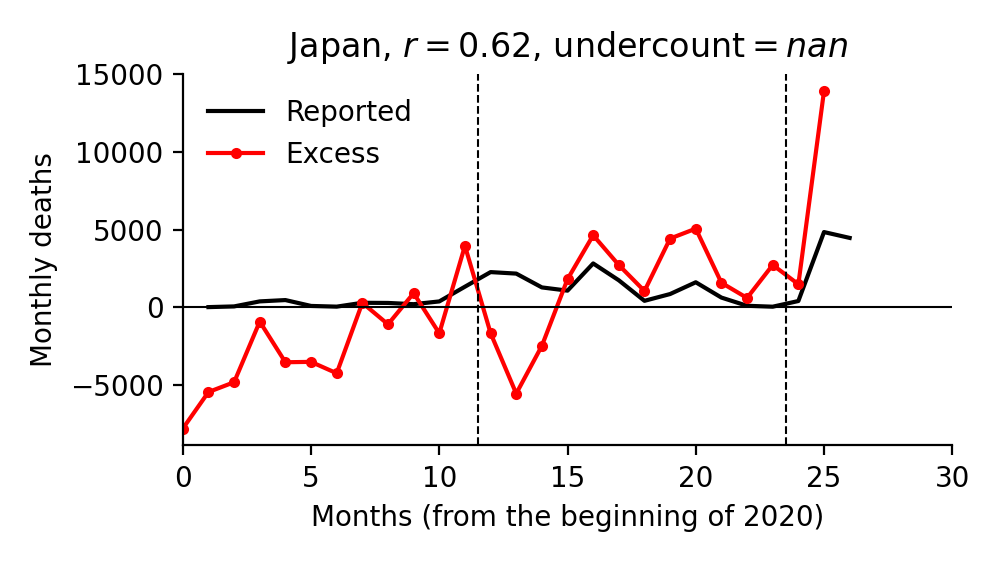 Japan, r = 0.62, undercount = nan
15000
10000
5000
0
−5000
Monthly deaths
Reported
Excess
0 5 10 15 20 25 30
Months (from the beginning of 2020)